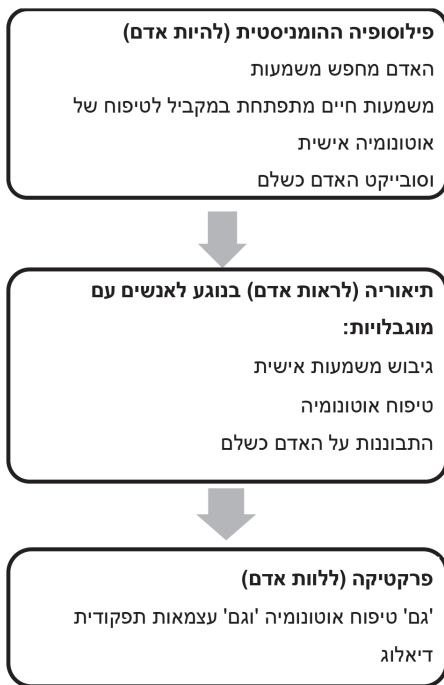 פילוסופיה ההומניסטית (להיות אדם)
האדם מחפש משמעות
משמעות חיים מתפתחת במקביל לטיפוח של
אוטונומיה אישית
וסובייקט האדם כשלם
תיאוריה (לראות אדם) בנוגע לאנשים עם
מוגבלויות:
גיבוש משמעות אישית
טיפוח אוטונומיה
התבוננות על האדם כשלם
פרקטיקה (ללוות אדם)
'גם' טיפוח אוטונומיה 'וגם' עצמאות תפקודית
דיאלוג